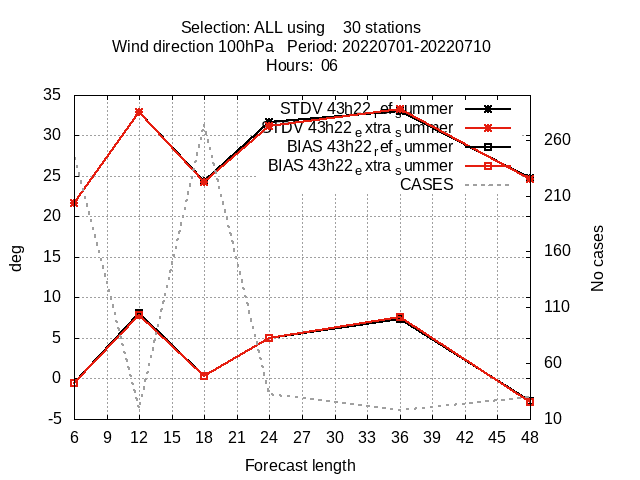 Selection: ALL using 30 stations
Wind direction 100hPa Period: 20220701-20220710
Hours: 06
STDV 43h22_ref_summer
STDV 43h22_extra_summer
BIAS 43h22_ref_summer
BIAS 43h22_extra_summer
CASES
35
30
25
20
15
10
5
0
-5
deg
260
210
160
110
60
10
No cases
6 9 12 15 18 21 24 27 30 33 36 39 42 45 48
Forecast length